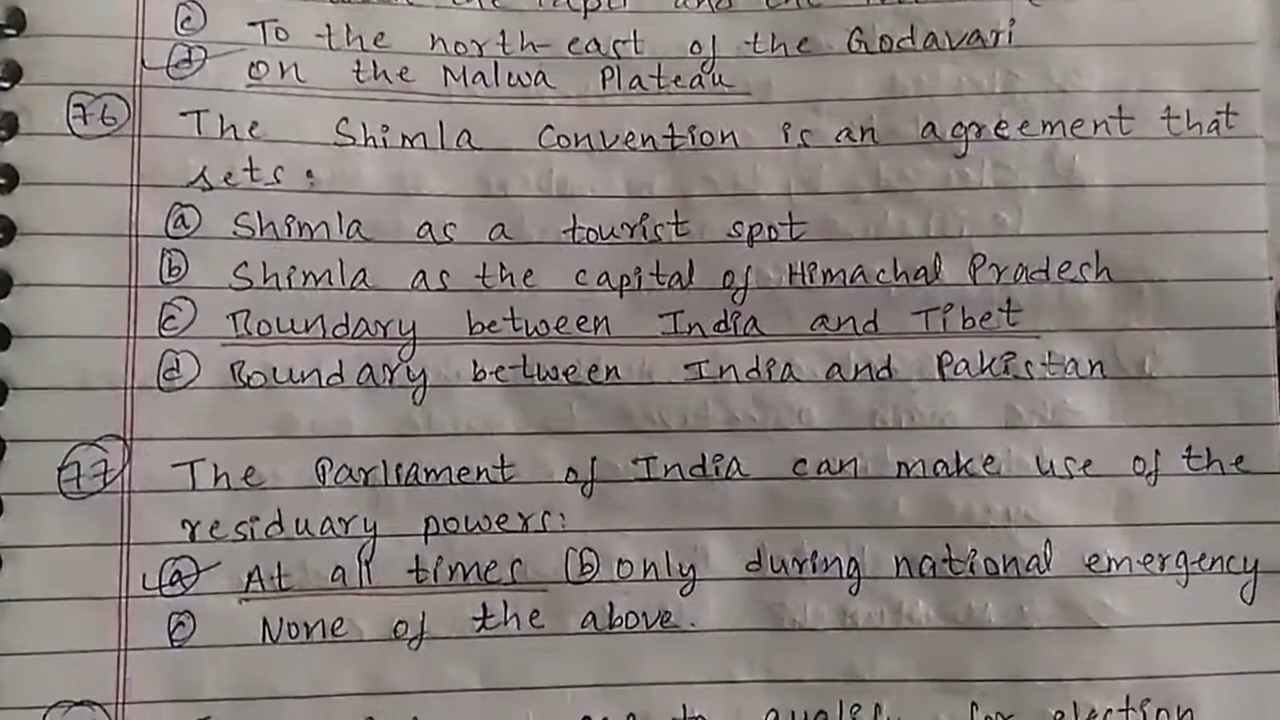 (c) To the north-east of the Godavari
(d) on the Malwa Plateau
(76) The Shimla Convention is an agreement that
sets:
(a) Shimla as a tourist spot
(b) Shimla as the capital of Himachal Pradesh
(c) Boundary between India and Tibet
(d) Boundary between India and Pakistan
(77) The Parliament of India can make use of the
residuary powers:
(a) At all times (b) only during national emergency
(c) None of the above.
for election